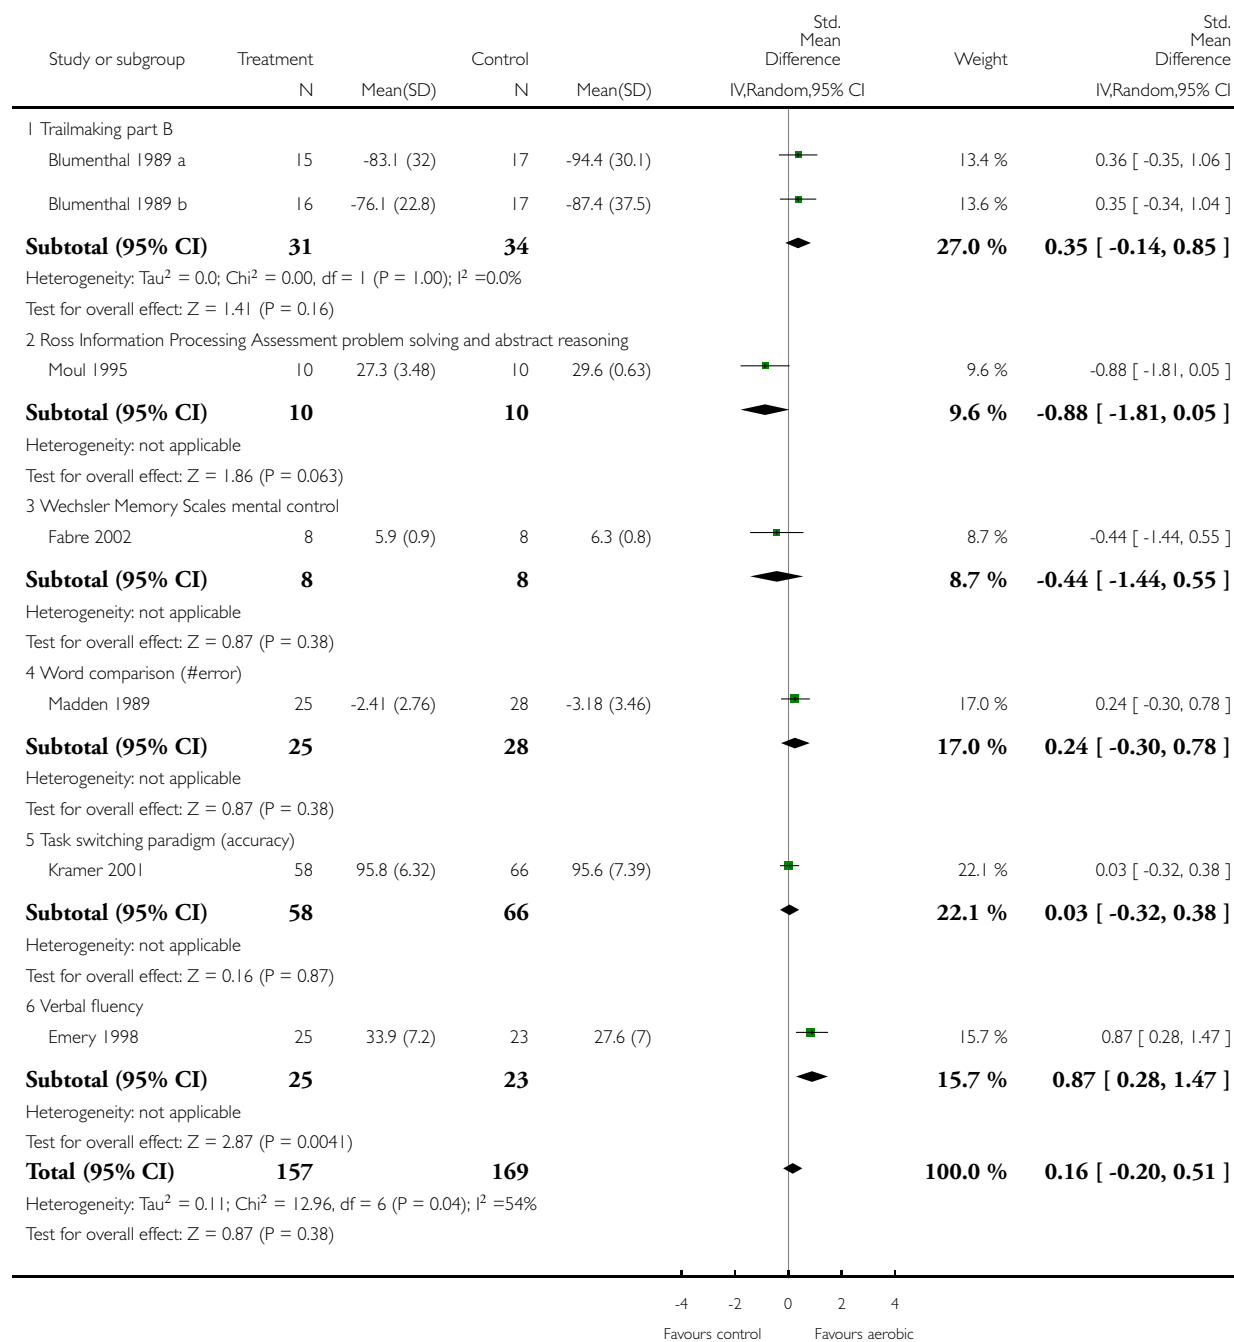 Study or subgroup Treatment Control Std. Mean Difference Weight Std. Mean Difference
N Mean(SD) N Mean(SD) IV,Random,95% CI IV,Random,95% CI
1 Trailmaking part B
Blumenthal 1989 a 15 -83.1 (32) 17 -94.4 (30.1) 13.4 % 0.36 [ -0.35, 1.06 ]
Blumenthal 1989 b 16 -76.1 (22.8) 17 -87.4 (37.5) 13.6 % 0.35 [ -0.34, 1.04 ]
Subtotal (95% CI) 31 34 27.0 % 0.35 [ -0.14, 0.85 ]
Heterogeneity: Tau² = 0.0; Chi² = 0.00, df = 1 (P = 1.00); I² =0.0%
Test for overall effect: Z = 1.41 (P = 0.16)
2 Ross Information Processing Assessment problem solving and abstract reasoning
Moul 1995 10 27.3 (3.48) 10 29.6 (0.63) 9.6 % -0.88 [ -1.81, 0.05 ]
Subtotal (95% CI) 10 10 9.6 % -0.88 [ -1.81, 0.05 ]
Heterogeneity: not applicable
Test for overall effect: Z = 1.86 (P = 0.063)
3 Wechsler Memory Scales mental control
Fabre 2002 8 5.9 (0.9) 8 6.3 (0.8) 8.7 % -0.44 [ -1.44, 0.55 ]
Subtotal (95% CI) 8 8 8.7 % -0.44 [ -1.44, 0.55 ]
Heterogeneity: not applicable
Test for overall effect: Z = 0.87 (P = 0.38)
4 Word comparison (#error)
Madden 1989 25 -2.41 (2.76) 28 -3.18 (3.46) 17.0 % 0.24 [ -0.30, 0.78 ]
Subtotal (95% CI) 25 28 17.0 % 0.24 [ -0.30, 0.78 ]
Heterogeneity: not applicable
Test for overall effect: Z = 0.87 (P = 0.38)
5 Task switching paradigm (accuracy)
Kramer 2001 58 95.8 (6.32) 66 95.6 (7.39) 22.1 % 0.03 [ -0.32, 0.38 ]
Subtotal (95% CI) 58 66 22.1 % 0.03 [ -0.32, 0.38 ]
Heterogeneity: not applicable
Test for overall effect: Z = 0.16 (P = 0.87)
6 Verbal fluency
Emery 1998 25 33.9 (7.2) 23 27.6 (7) 15.7 % 0.87 [ 0.28, 1.47 ]
Subtotal (95% CI) 25 23 15.7 % 0.87 [ 0.28, 1.47 ]
Heterogeneity: not applicable
Test for overall effect: Z = 2.87 (P = 0.0041)
Total (95% CI) 157 169 100.0 % 0.16 [ -0.20, 0.51 ]
Heterogeneity: Tau² = 0.11; Chi² = 12.96, df = 6 (P = 0.04); I² =54%
Test for overall effect: Z = 0.87 (P = 0.38)
-4 -2 0 2 4
Favours control Favours aerobic